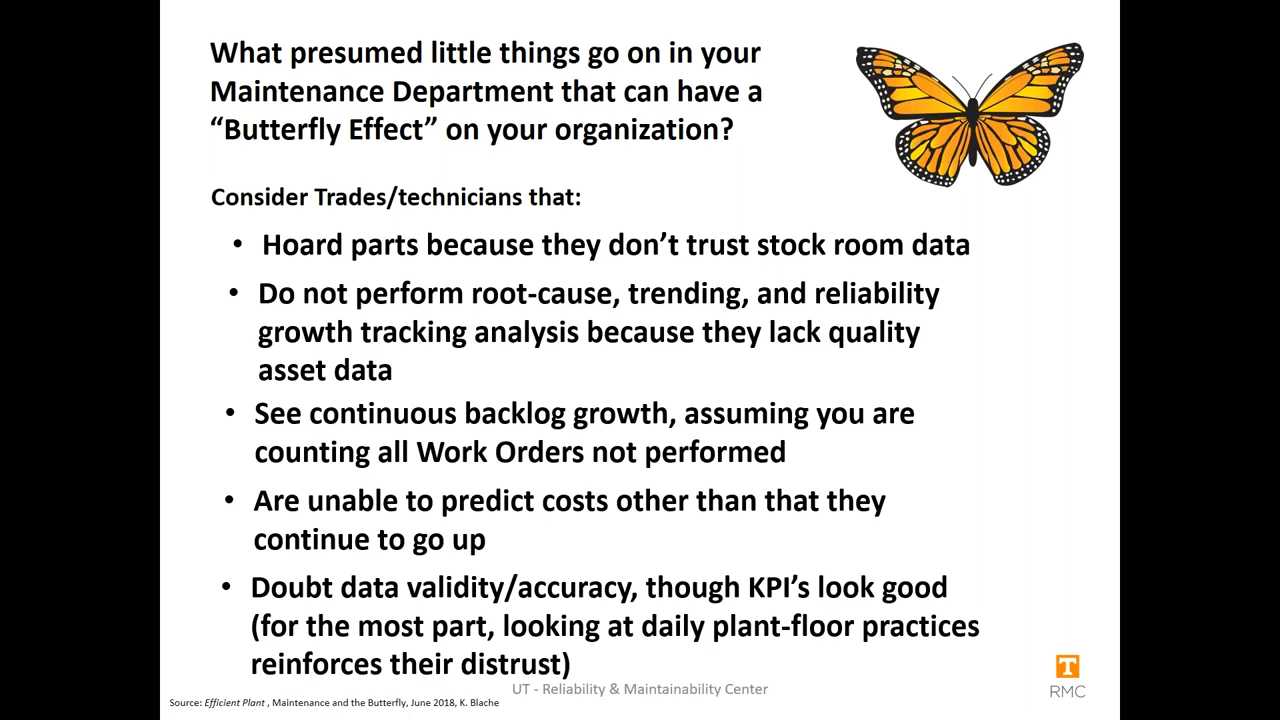 What presumed little things go on in your
Maintenance Department that can have a
“Butterfly Effect” on your organization?
Consider Trades/technicians that:
• Hoard parts because they don’t trust stock room data
• Do not perform root-cause, trending, and reliability
growth tracking analysis because they lack quality
asset data
• See continuous backlog growth, assuming you are
counting all Work Orders not performed
• Are unable to predict costs other than that they
continue to go up
• Doubt data validity/accuracy, though KPI’s look good
(for the most part, looking at daily plant-floor practices
reinforces their distrust)
UT - Reliability & Maintainability Center
Source: Efficient Plant , Maintenance and the Butterfly, June 2018, K. Blache
T
RMC